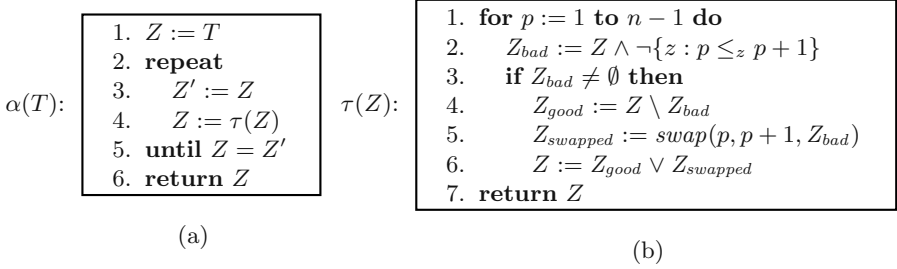 α(T):
1. Z := T
2. repeat
3. Z′ := Z
4. Z := τ(Z)
5. until Z = Z′
6. return Z
(a)
τ(Z):
1. for p := 1 to n − 1 do
2. Z_bad := Z ∧ ¬{z : p ≤_z p + 1}
3. if Z_bad ≠ ∅ then
4. Z_good := Z \ Z_bad
5. Z_swapped := swap(p, p + 1, Z_bad)
6. Z := Z_good ∨ Z_swapped
7. return Z
(b)